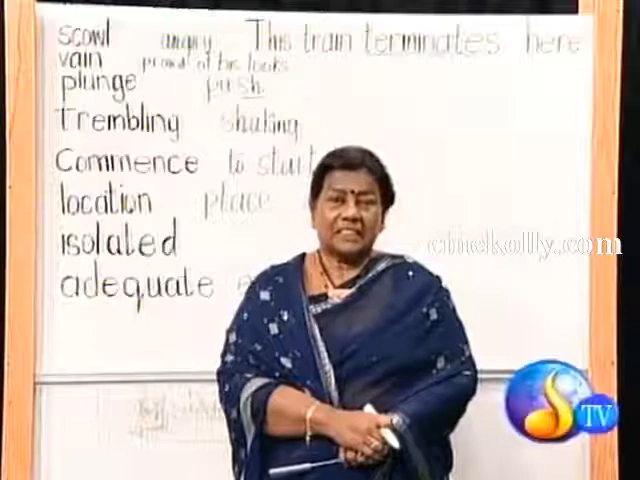 scowl angry This train terminates here
vain proud of his looks
plunge push
Trembling shaking
Commence to start
location place
isolated
adequate
cinekolly.com
TV